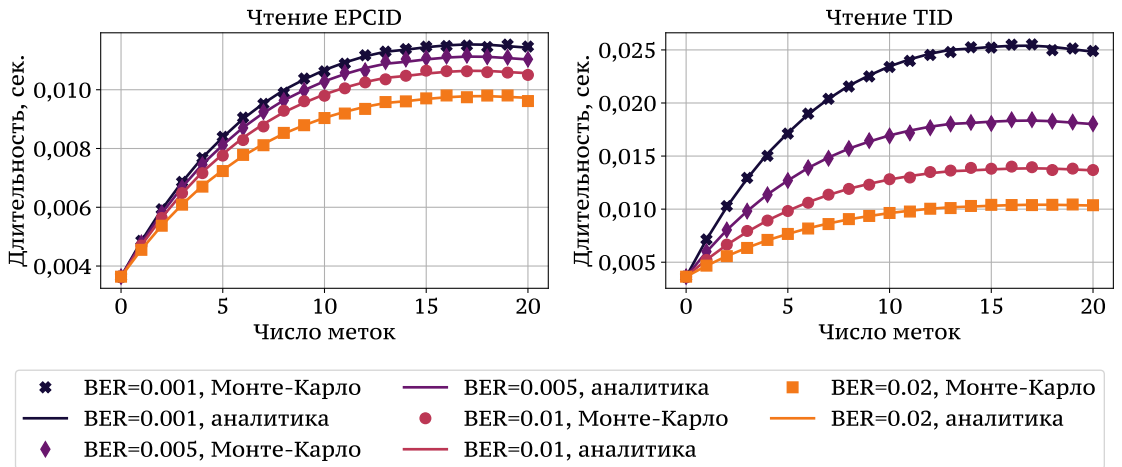 Чтение EPCID
Длительность, сек.
0,010
0,008
0,006
0,004
0 5 10 15 20
Число меток
Чтение TID
Длительность, сек.
0,025
0,020
0,015
0,010
0,005
0 5 10 15 20
Число меток
BER=0.001, Монте-Карло
BER=0.001, аналитика
BER=0.005, Монте-Карло
BER=0.005, аналитика
BER=0.01, Монте-Карло
BER=0.01, аналитика
BER=0.02, Монте-Карло
BER=0.02, аналитика